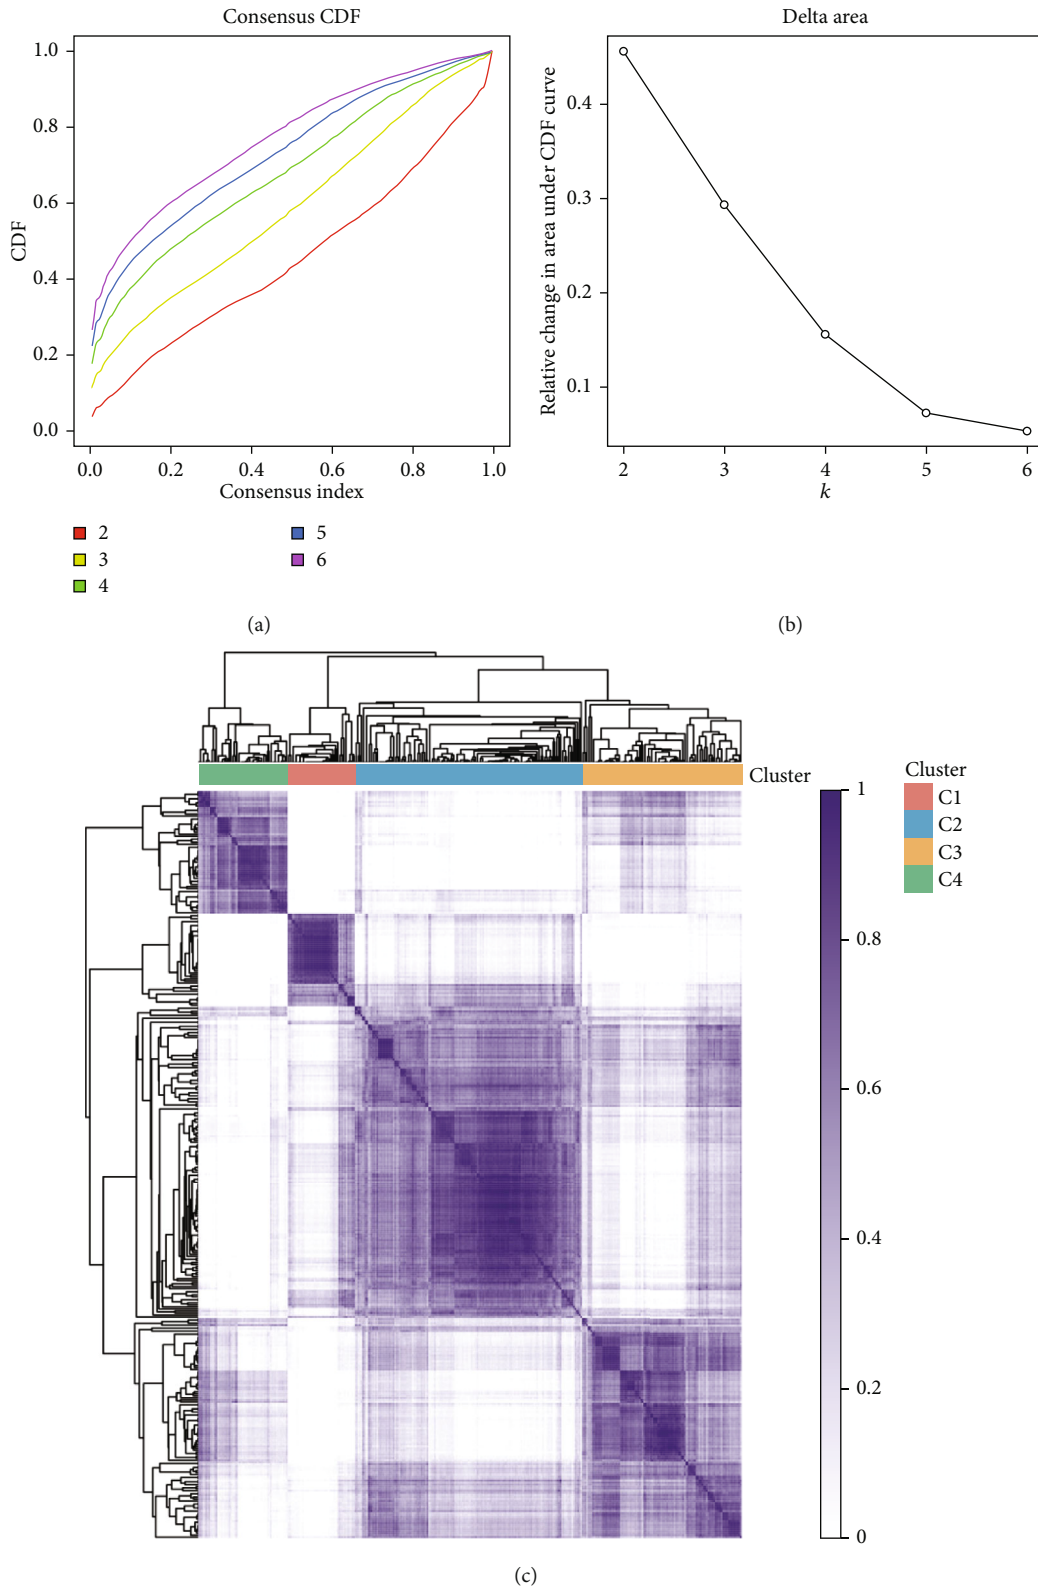 Consensus CDF
CDF
1.0
0.8
0.6
0.4
0.2
0.0
0.0 0.2 0.4 0.6 0.8 1.0
Consensus index
2
3
4
5
6
(a)
Delta area
Relative change in area under CDF curve
0.4
0.3
0.2
0.1
2 3 4 5 6
k
(b)
Cluster
1
0.8
0.6
0.4
0.2
0
Cluster
C1
C2
C3
C4
(c)